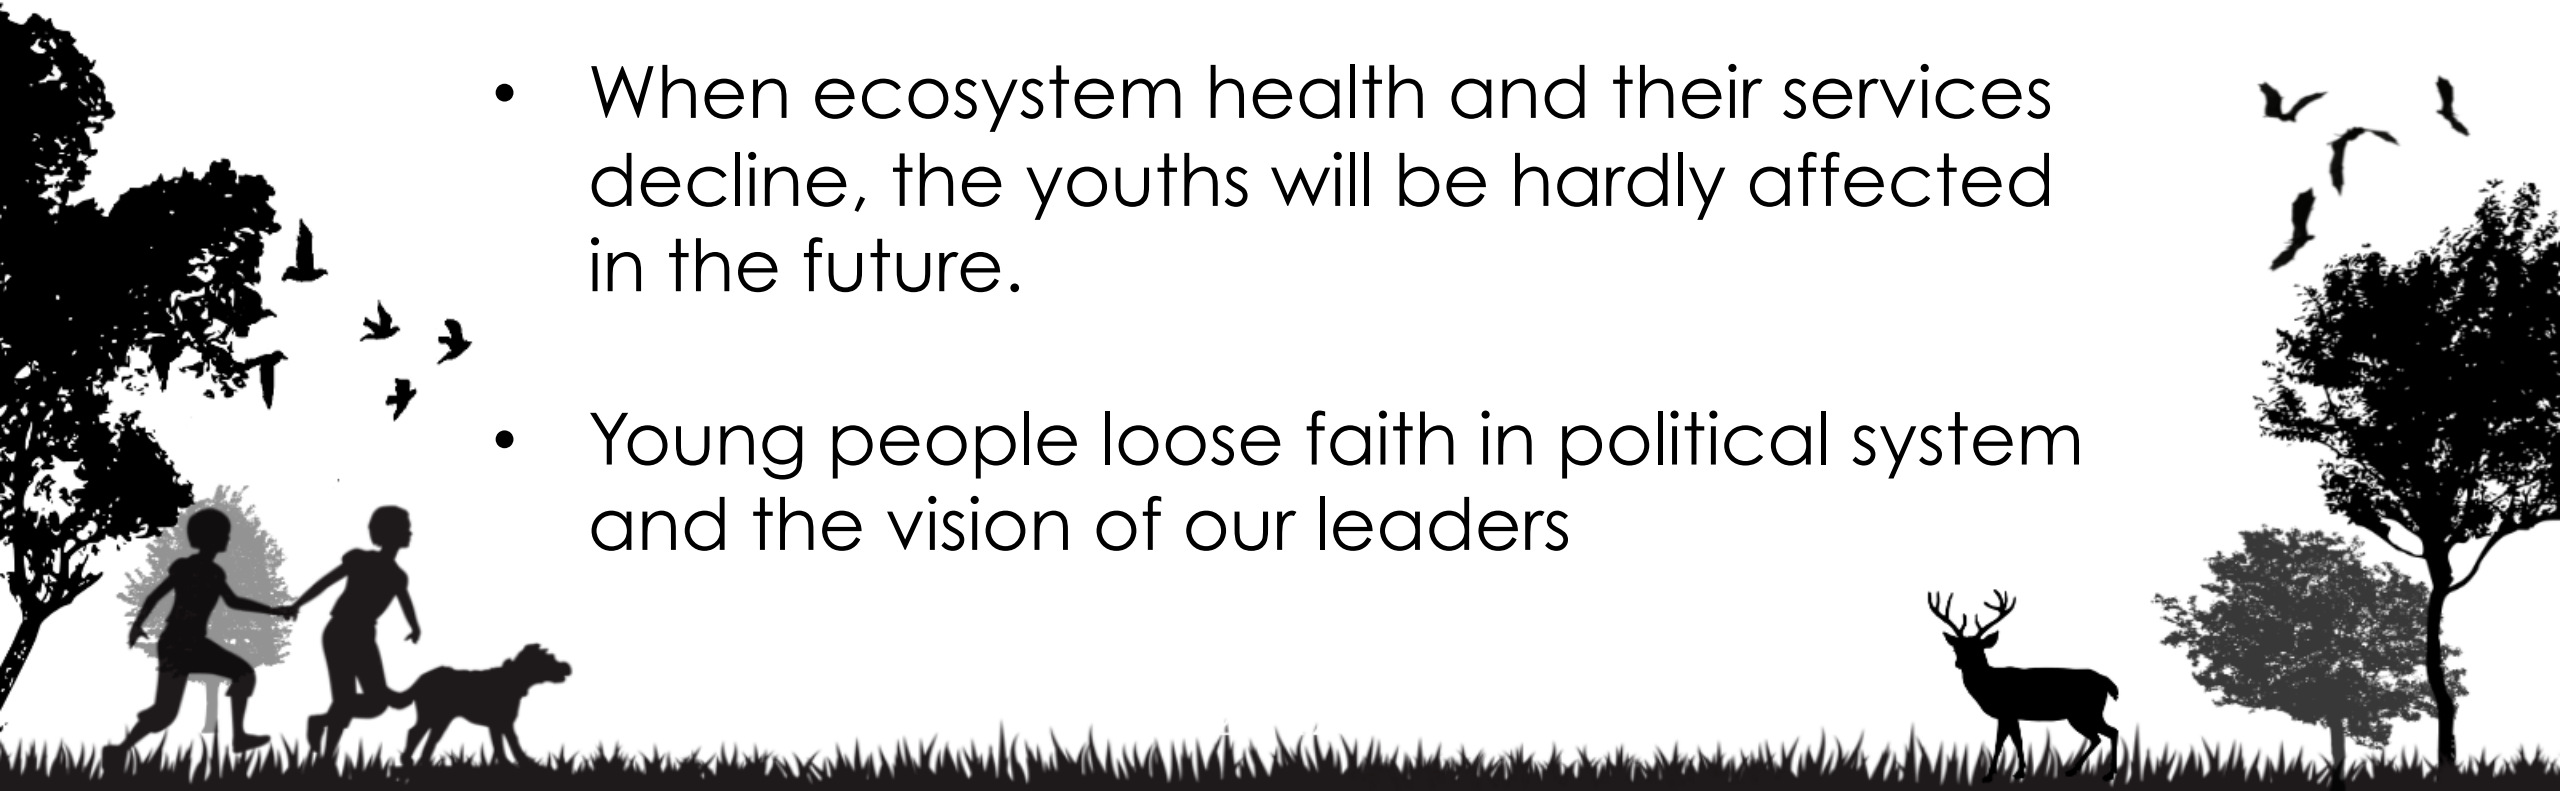 • When ecosystem health and their services
decline, the youths will be hardly affected
in the future.
• Young people loose faith in political system
and the vision of our leaders